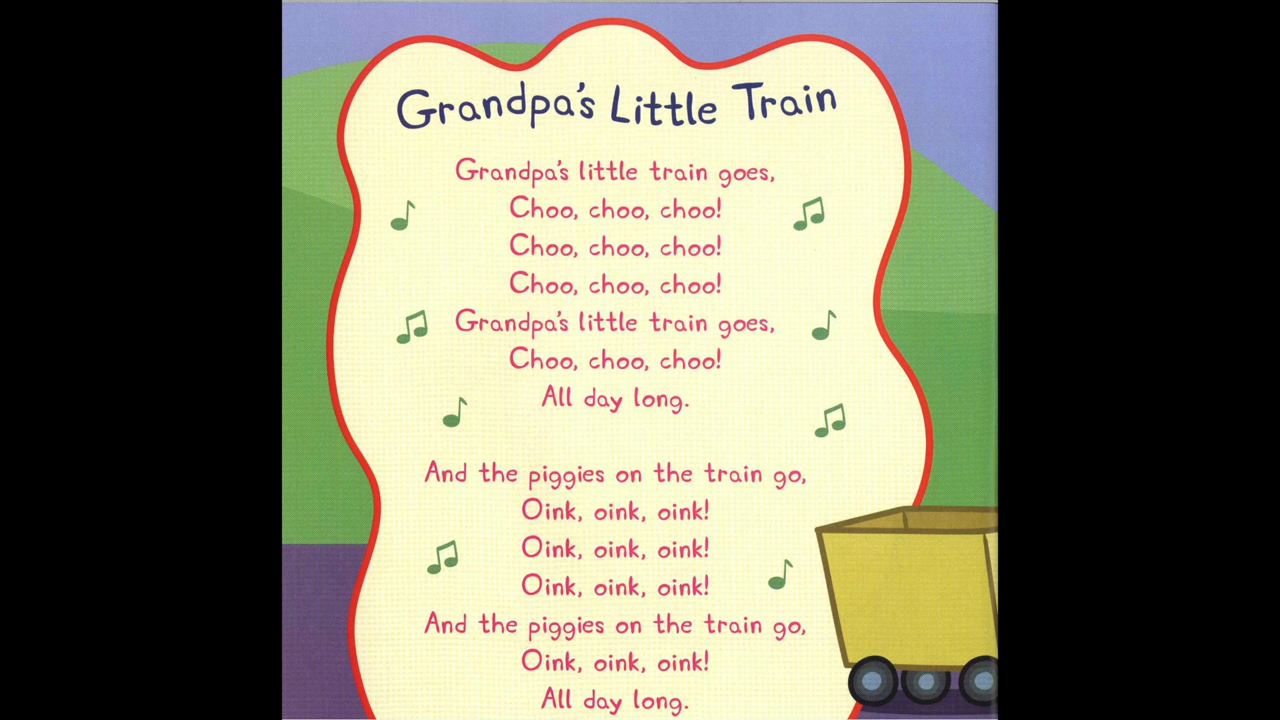 Grandpa's Little Train
Grandpa's little train goes,
Choo, choo, choo!
Choo, choo, choo!
Choo, choo, choo!
Grandpa's little train goes,
Choo, choo, choo!
All day long.
And the piggies on the train go,
Oink, oink, oink!
Oink, oink, oink!
Oink, oink, oink!
And the piggies on the train go,
Oink, oink, oink!
All day long.